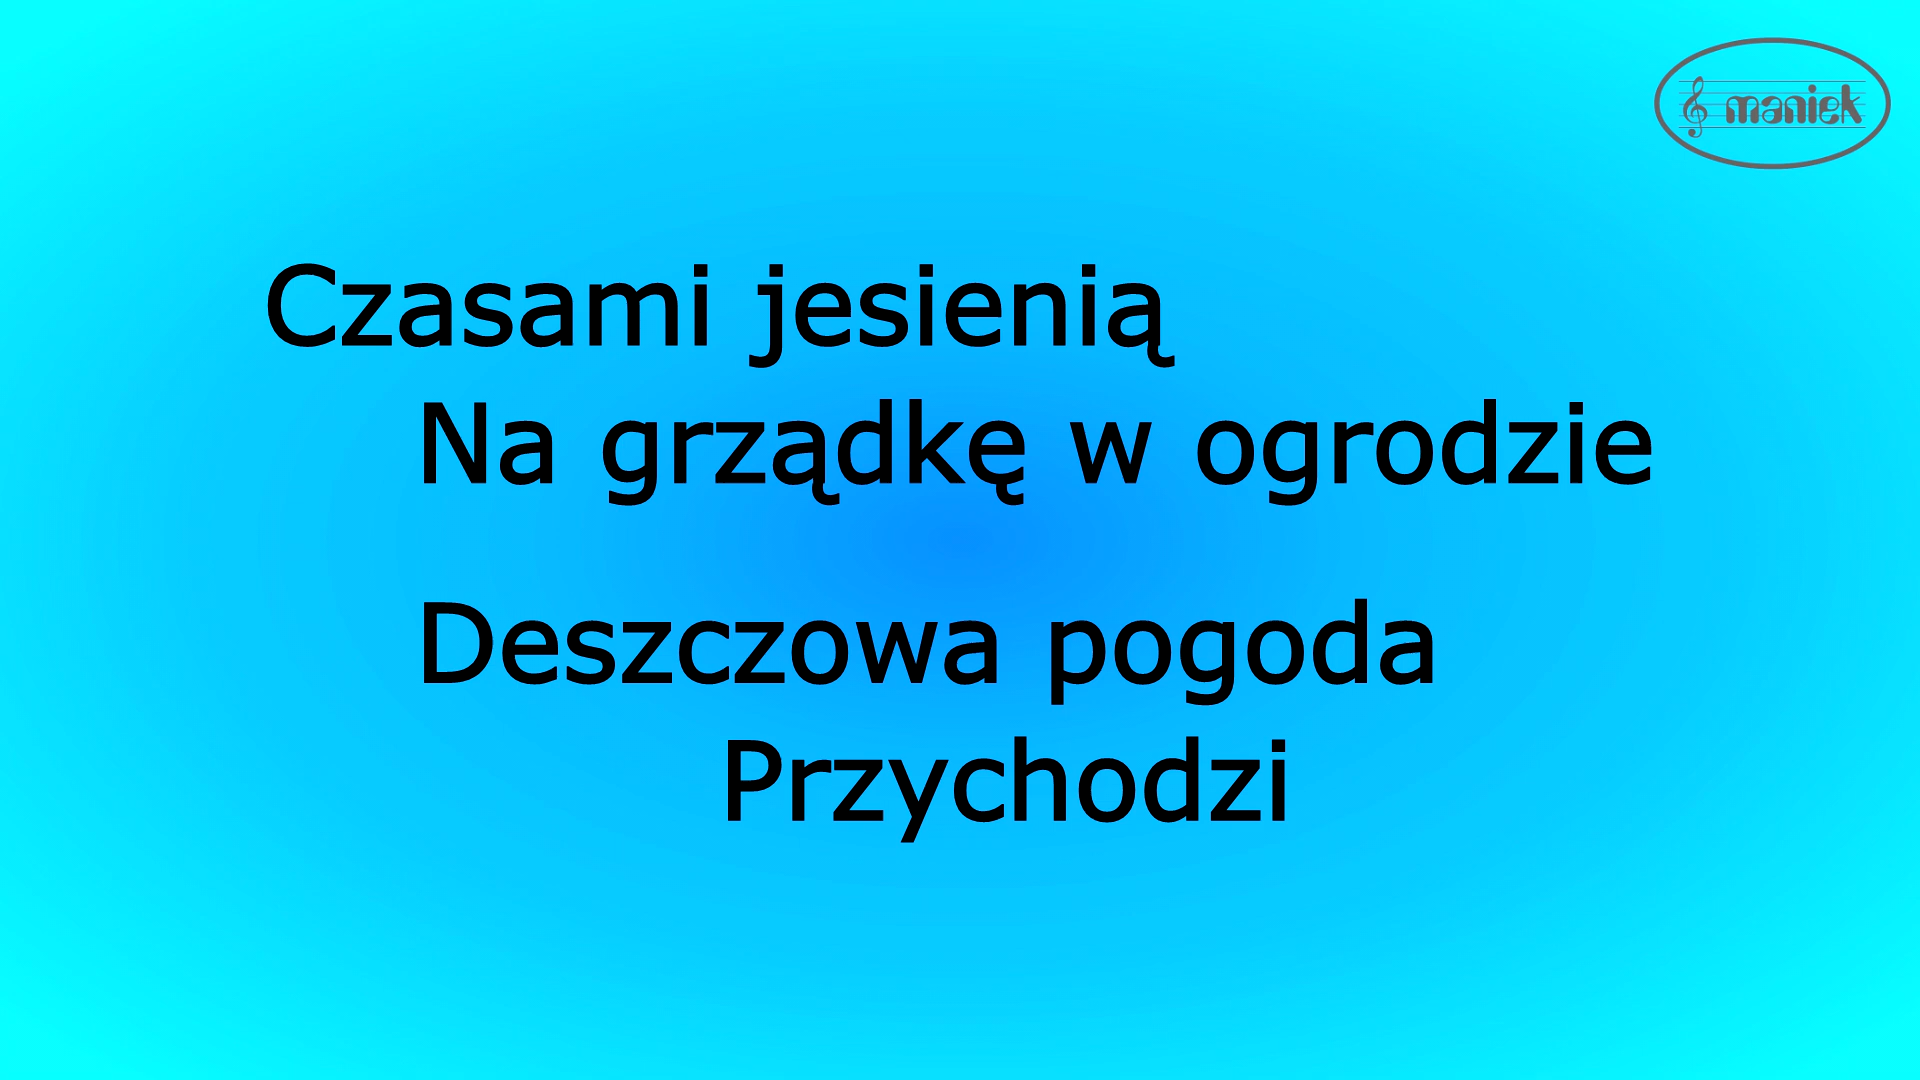 maniek
Czasami jesienią
Na grządkę w ogrodzie
Deszczowa pogoda
Przychodzi